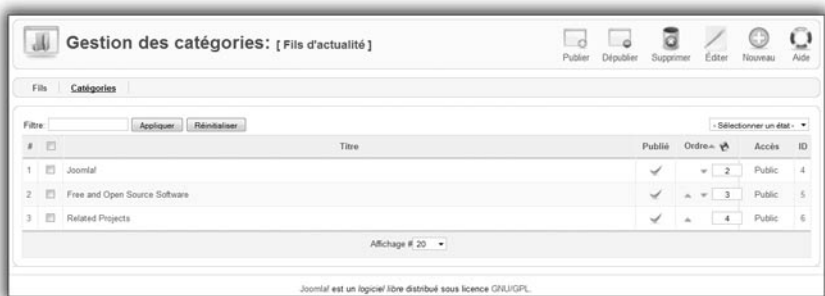 Gestion des catégories: [ Fils d'actualité ]
Publier Dépublier Supprimer Éditer Nouveau Aide
Fils Catégories
Filtre: Appliquer Réinitialiser - Sélectionner un état -
# Titre Publié Ordre Accès ID
1 Joomla! 2 Public 4
2 Free and Open Source Software 3 Public 5
3 Related Projects 4 Public 6
Affichage # 20
Joomla! est un logiciel libre distribué sous licence GNU/GPL.